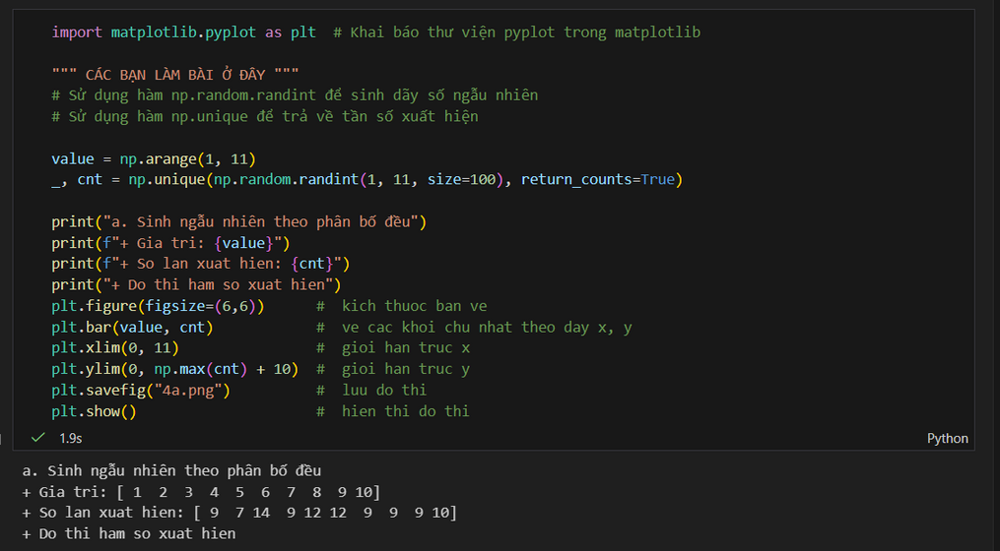 import matplotlib.pyplot as plt  # Khai báo thư viện pyplot trong matplotlib
""" CÁC BẠN LÀM BÀI Ở ĐÂY """
# Sử dụng hàm np.random.randint để sinh dãy số ngẫu nhiên
# Sử dụng hàm np.unique để trả về tần số xuất hiện
value = np.arange(1, 11)
_, cnt = np.unique(np.random.randint(1, 11, size=100), return_counts=True)
print("a. Sinh ngẫu nhiên theo phân bố đều")
print(f"+ Gia tri: {value}")
print(f"+ So lan xuat hien: {cnt}")
print("+ Do thi ham so xuat hien")
plt.figure(figsize=(6,6))      #  kich thuoc ban ve
plt.bar(value, cnt)            #  ve cac khoi chu nhat theo day x, y
plt.xlim(0, 11)                #  gioi han truc x
plt.ylim(0, np.max(cnt) + 10)  #  gioi han truc y
plt.savefig("4a.png")          #  luu do thi
plt.show()                     #  hien thi do thi
1.9s Python
a. Sinh ngẫu nhiên theo phân bố đều
+ Gia tri: [ 1  2  3  4  5  6  7  8  9 10]
+ So lan xuat hien: [ 9  7 14  9 12 12  9  9  9 10]
+ Do thi ham so xuat hien